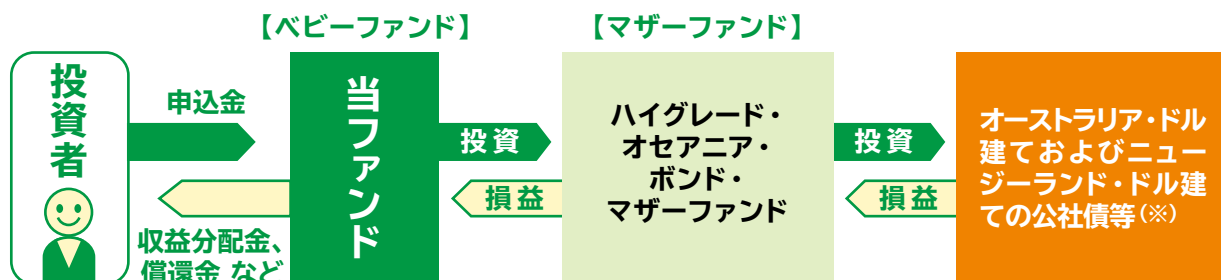 【ベビーファンド】
【マザーファンド】
投資者
申込金
収益分配金、
償還金 など
当ファンド
投資
損益
ハイグレード・
オセアニア・
ボンド・
マザーファンド
投資
損益
オーストラリア・ドル
建ておよびニュー
ジーランド・ドル建
ての公社債等(※)